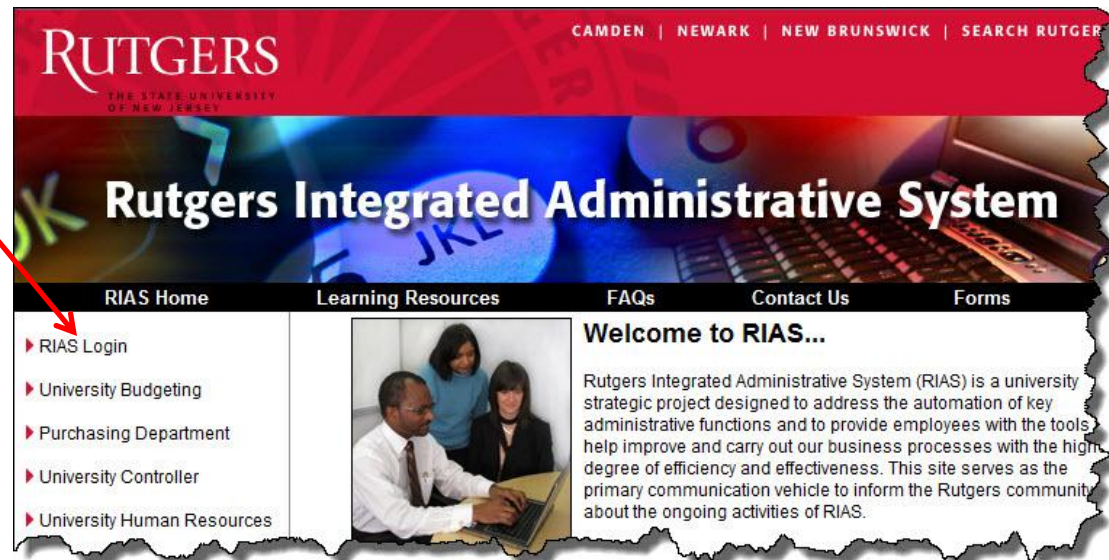 CAMDEN | NEWARK | NEW BRUNSWICK | SEARCH RUTGER
RUTGERS
THE STATE UNIVERSITY
OF NEW JERSEY
OK
JKL
6
5
Rutgers Integrated Administrative System
RIAS Home Learning Resources FAQs Contact Us Forms
RIAS Login
University Budgeting
Purchasing Department
University Controller
University Human Resources
Welcome to RIAS...
Rutgers Integrated Administrative System (RIAS) is a university
strategic project designed to address the automation of key
administrative functions and to provide employees with the tools
help improve and carry out our business processes with the high
degree of efficiency and effectiveness. This site serves as the
primary communication vehicle to inform the Rutgers community
about the ongoing activities of RIAS.